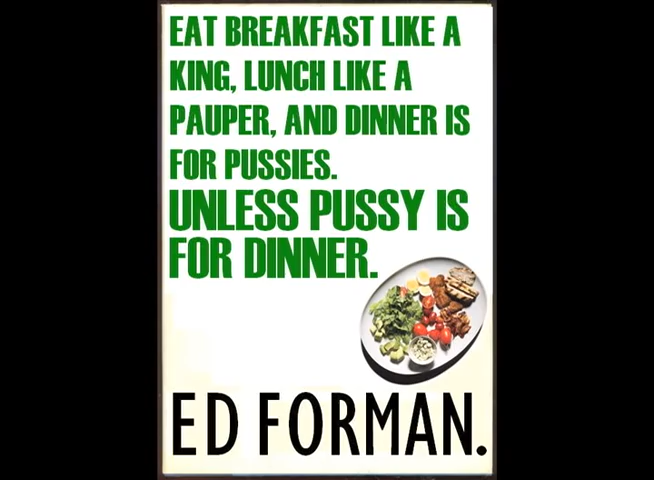 EAT BREAKFAST LIKE A
KING, LUNCH LIKE A
PAUPER, AND DINNER IS
FOR PUSSIES.
UNLESS PUSSY IS
FOR DINNER.
ED FORMAN.